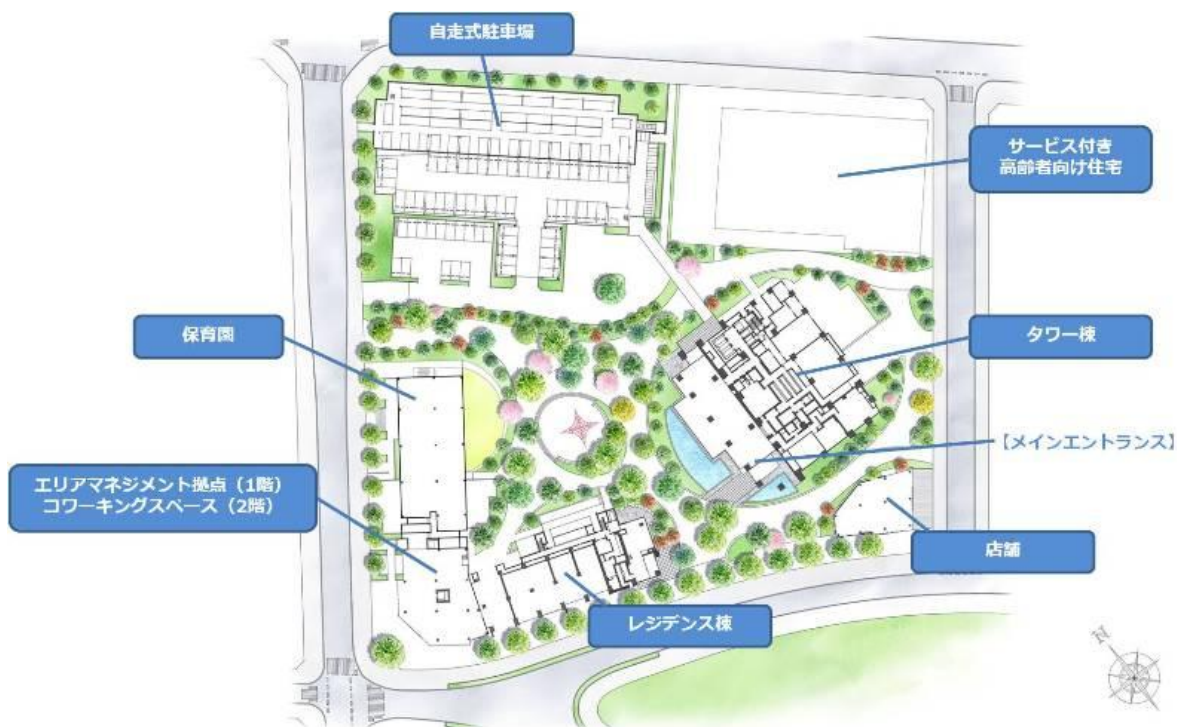 自走式駐車場
サービス付き
高齢者向け住宅
保育園
タワー棟
【メインエントランス】
エリアマネジメント拠点（1階）
コワーキングスペース（2階）
店舗
レジデンス棟
N